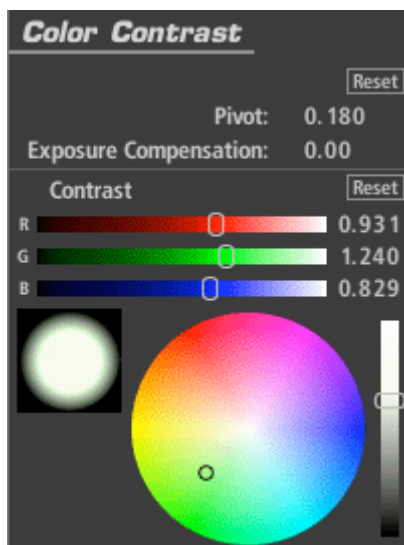 Color Contrast
Reset
Pivot: 0.180
Exposure Compensation: 0.00
Contrast Reset
R 0.931
G 1.240
B 0.829